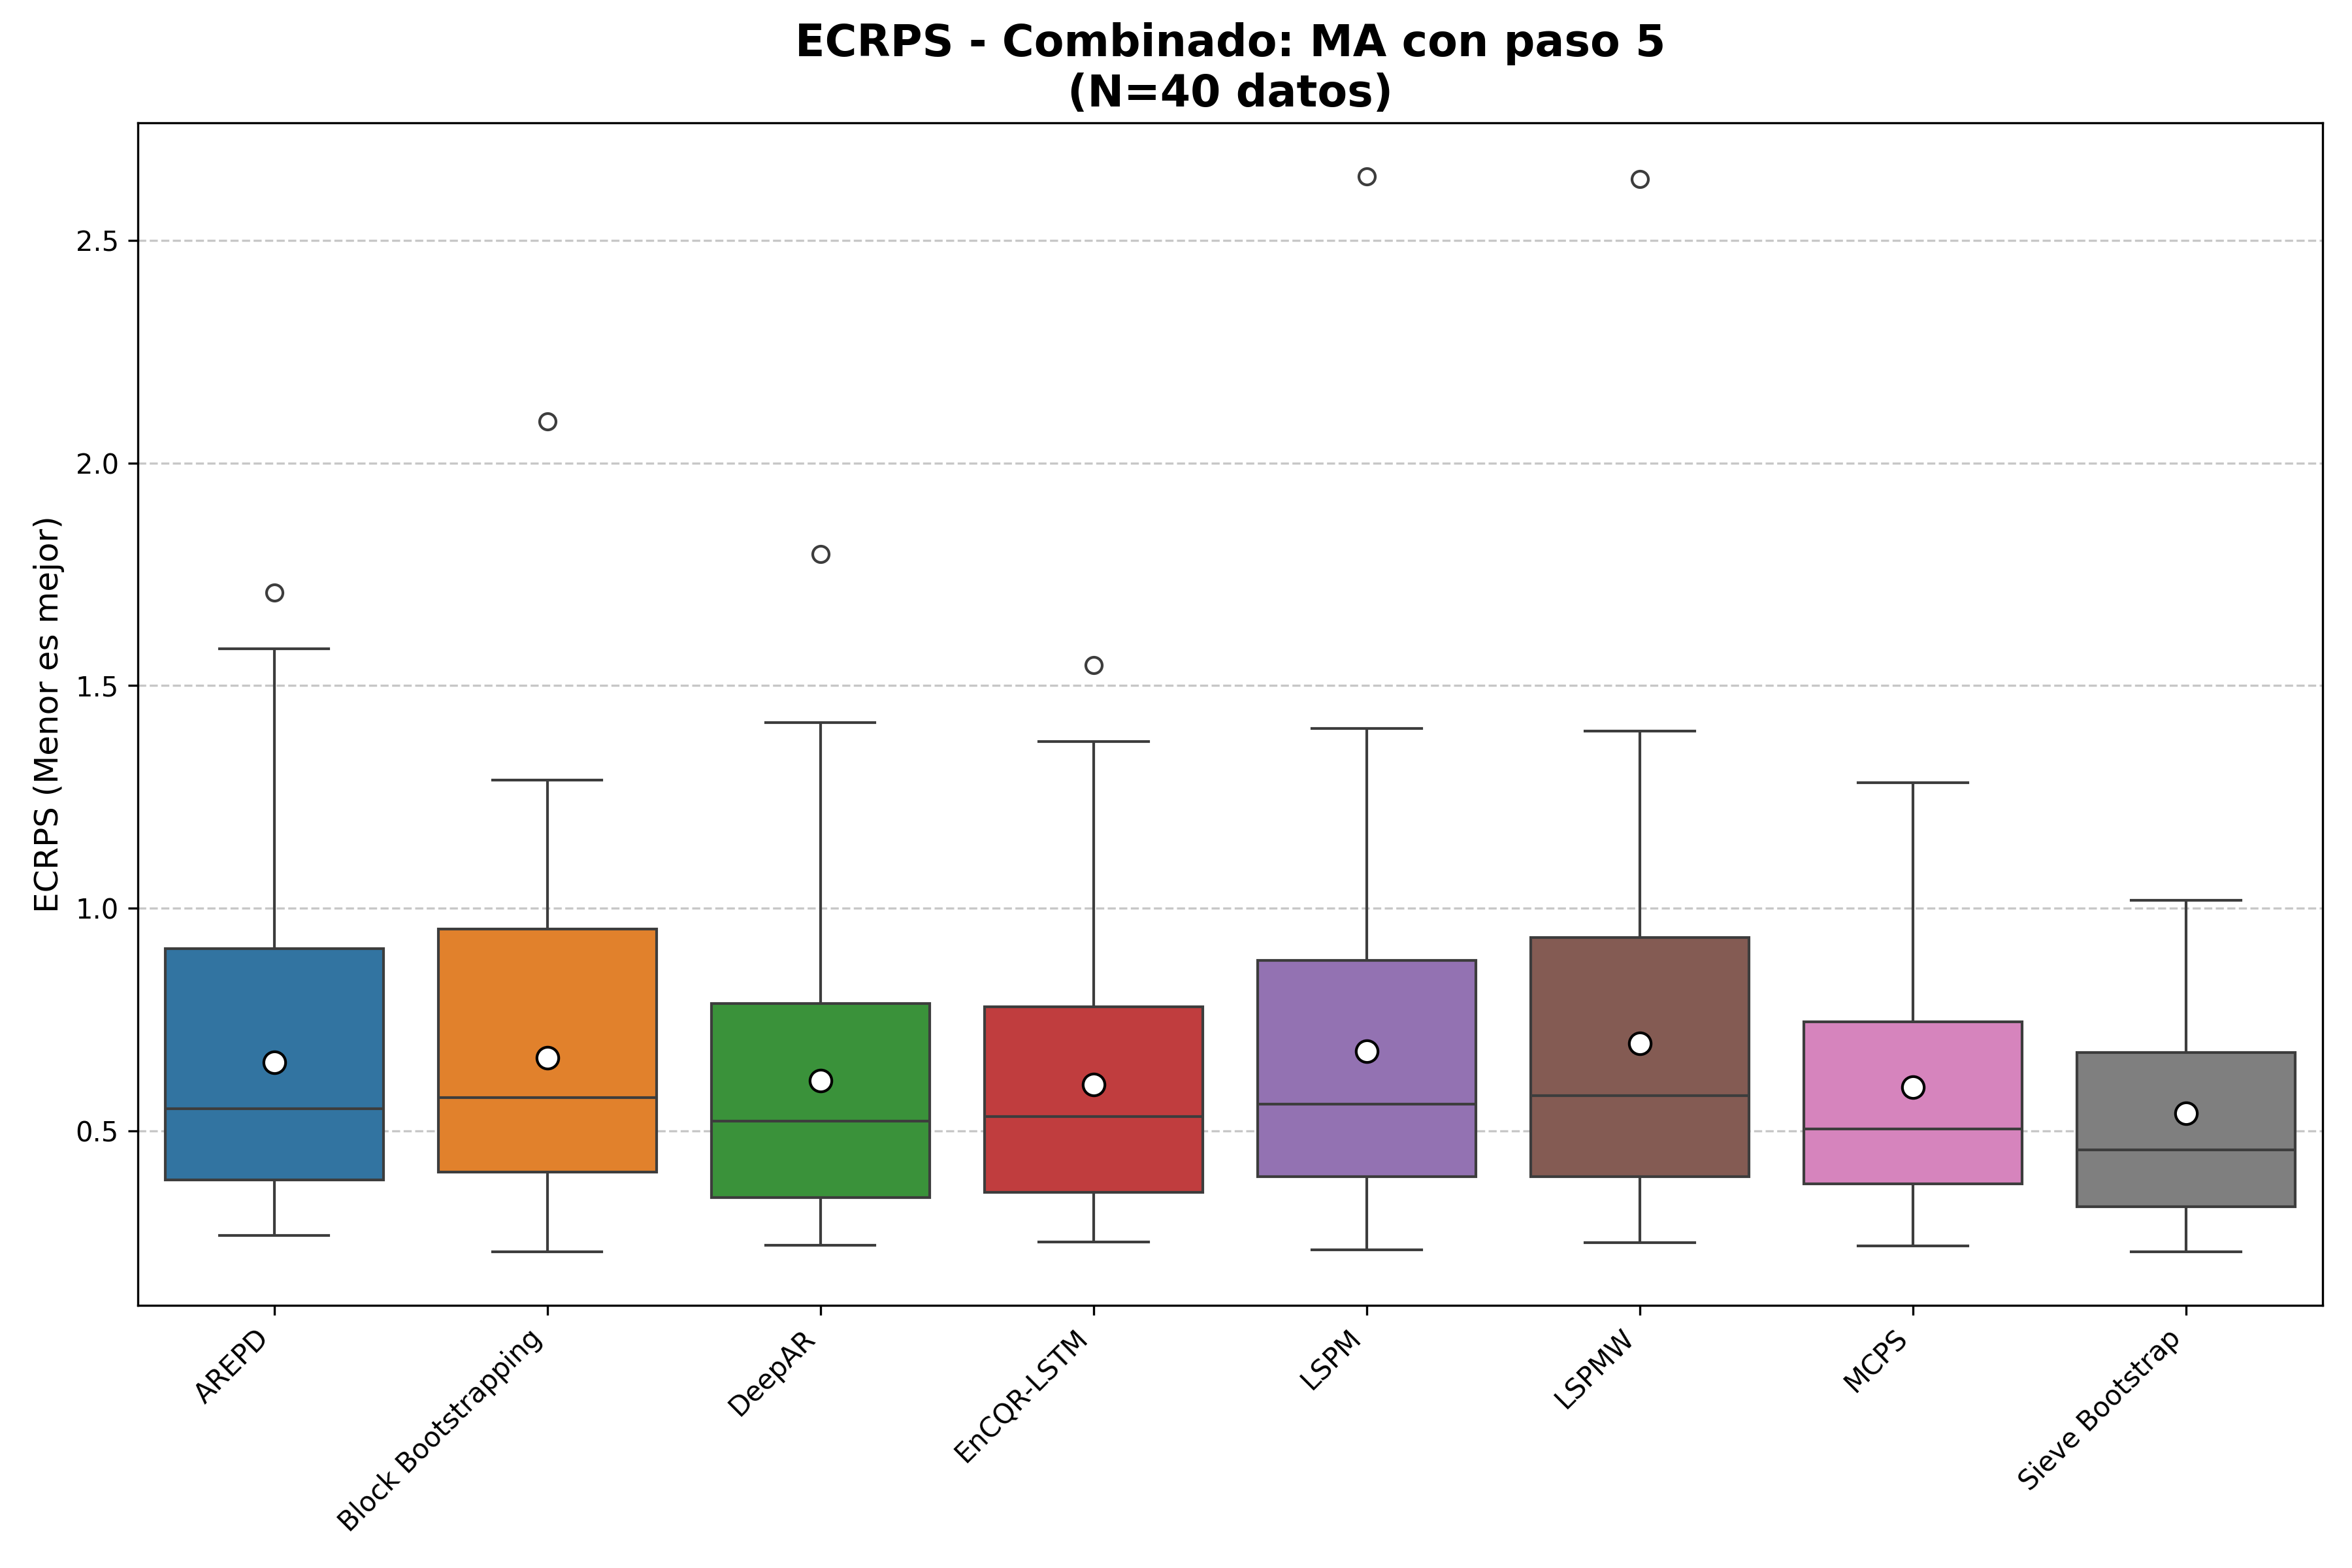 ECRPS - Combinado: MA con paso 5
(N=40 datos)
ECRPS (Menor es mejor)
2.5
2.0
1.5
1.0
0.5
AREPD
Block Bootstrapping
DeepAR
EnCQR-LSTM
LSPM
LSPMW
MCPS
Sieve Bootstrap